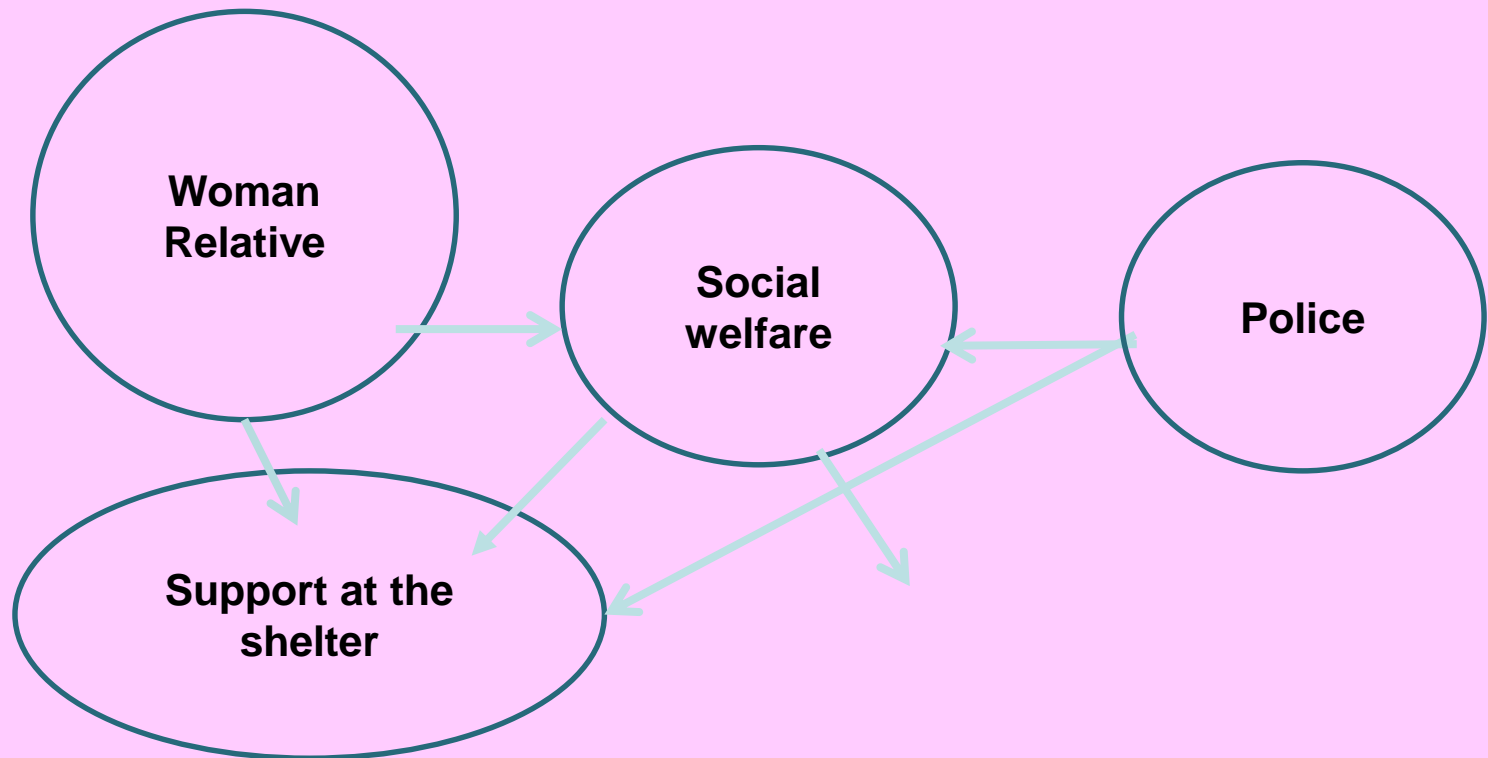 Woman
Relative
Social
welfare
Police
Support at the
shelter